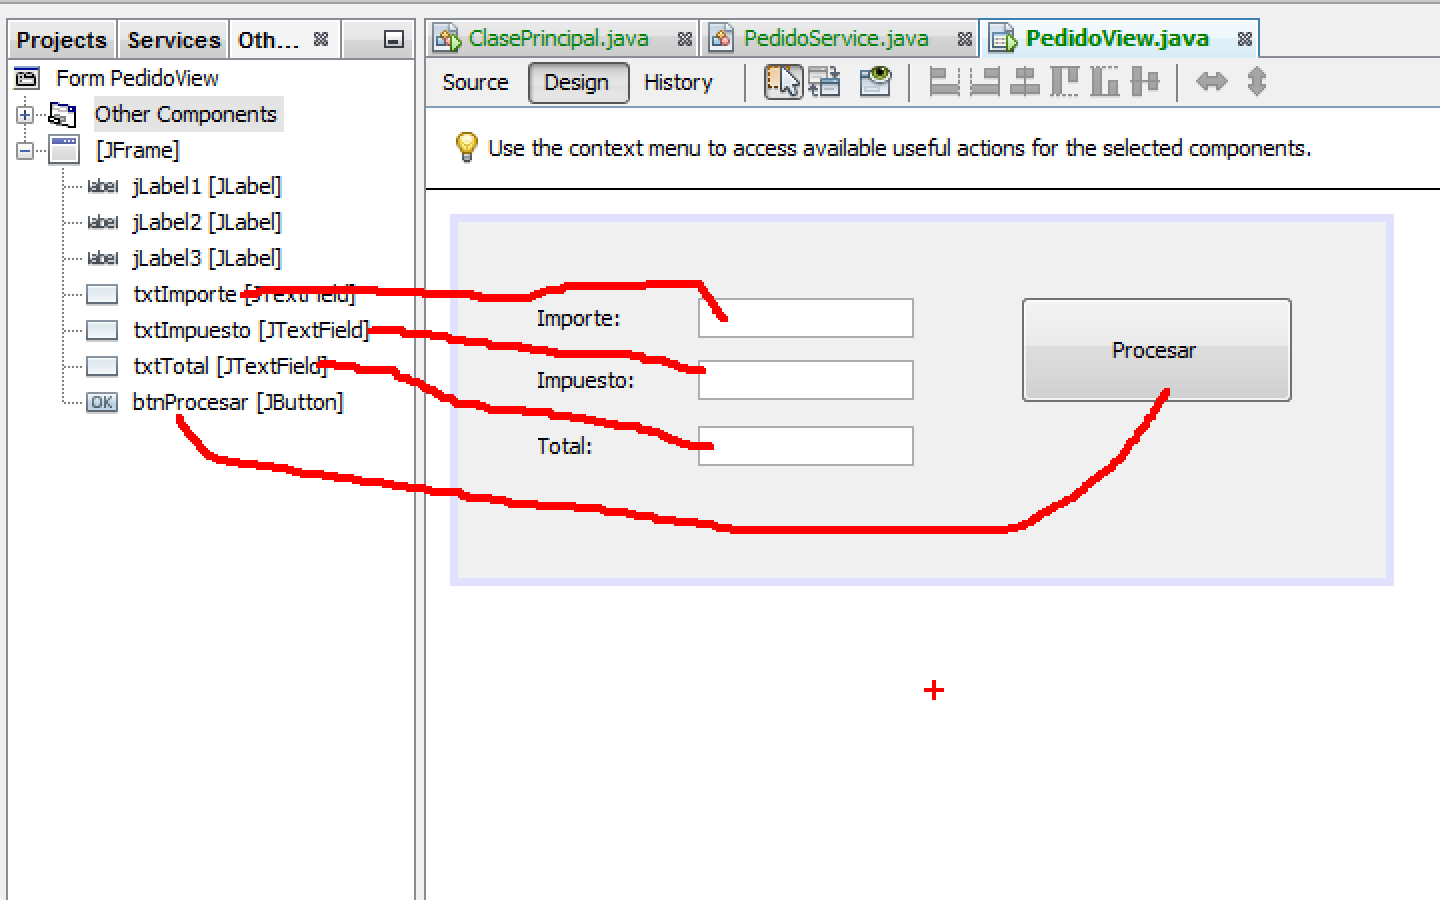 Projects Services Oth...
Form PedidoView
Other Components
[JFrame]
label jLabel1 [JLabel]
label jLabel2 [JLabel]
label jLabel3 [JLabel]
txtImporte [JTextField]
txtImpuesto [JTextField]
txtTotal [JTextField]
OK btnProcesar [JButton]
ClasePrincipal.java PedidoService.java PedidoView.java
Source Design History
Use the context menu to access available useful actions for the selected components.
Importe:
Impuesto:
Total:
Procesar